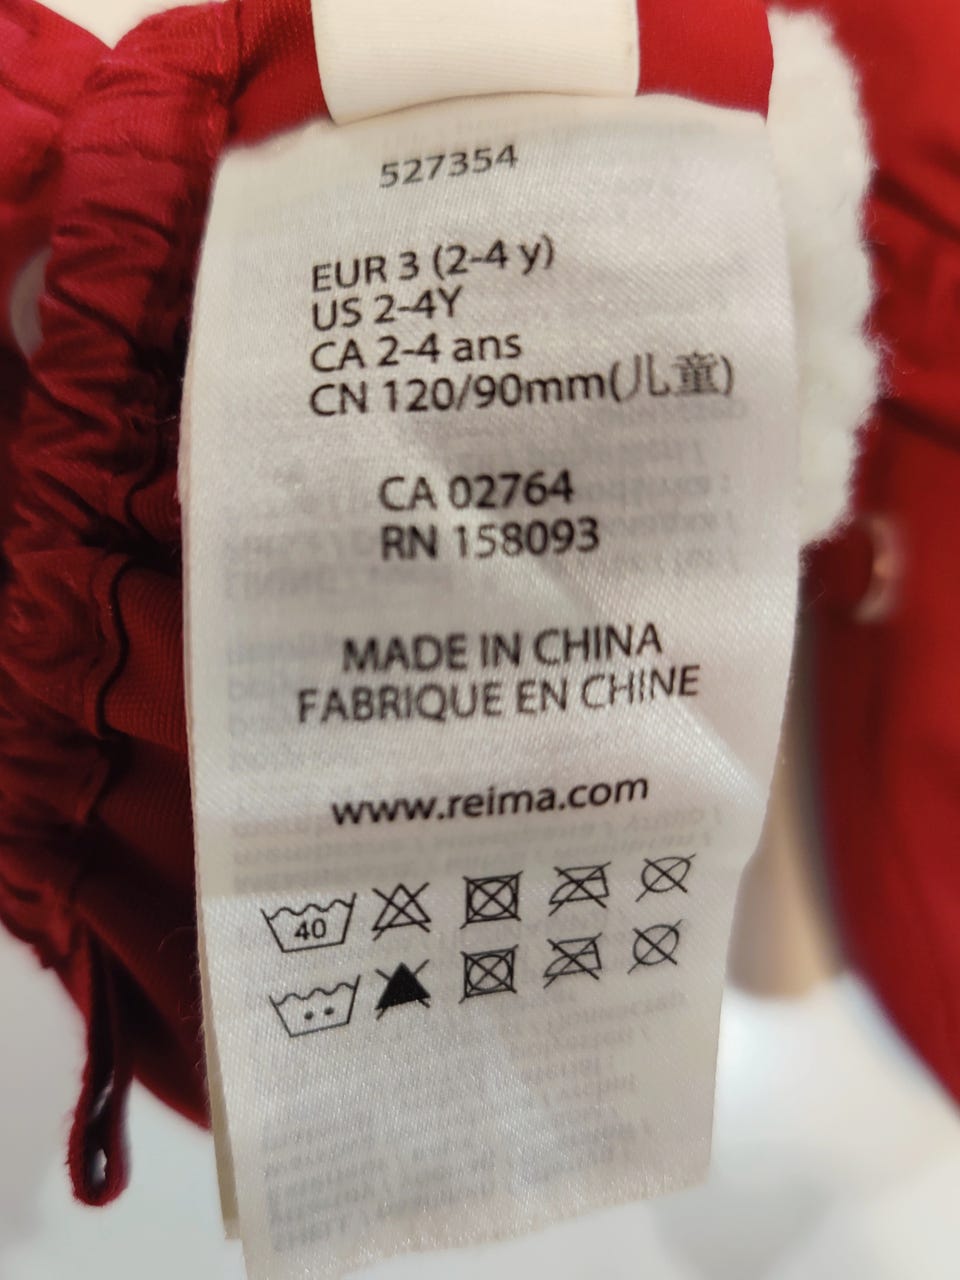 527354
EUR 3 (2-4 y)
US 2-4Y
CA 2-4 ans
CN 120/90mm(儿童)
CA 02764
RN 158093
MADE IN CHINA
FABRIQUE EN CHINE
www.reima.com
40